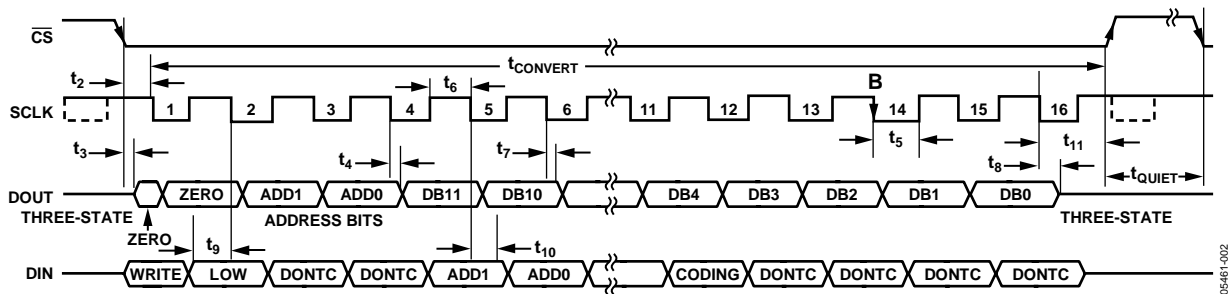 CS
tCONVERT
t2
t6
B
SCLK
1 2 3 4 5 6 11 12 13 14 15 16
t3
t4
t7
t5
t8
t11
tQUIET
DOUT
ZERO ADD1 ADD0 DB11 DB10 DB4 DB3 DB2 DB1 DB0
THREE-STATE
ADDRESS BITS
THREE-STATE
ZERO
t9
t10
DIN
WRITE LOW DONTC DONTC ADD1 ADD0 CODING DONTC DONTC DONTC DONTC
05461-002